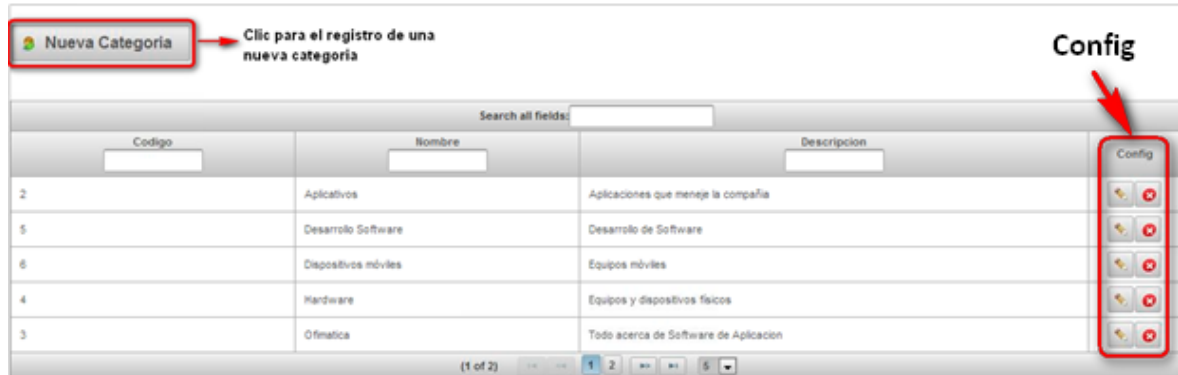 Nueva Categoria
Clic para el registro de una
nueva categoria
Config
Search all fields:
Codigo Nombre Descripcion Config
2 Aplicativos Aplicaciones que meneje la compañia
5 Desarrollo Software Desarrollo de Software
6 Dispositivos móviles Equipos mòviles
4 Hardware Equipos y dispositivos físicos
3 Ofimatica Todo acerca de Software de Aplicacion
(1 of 2) 1 2 5